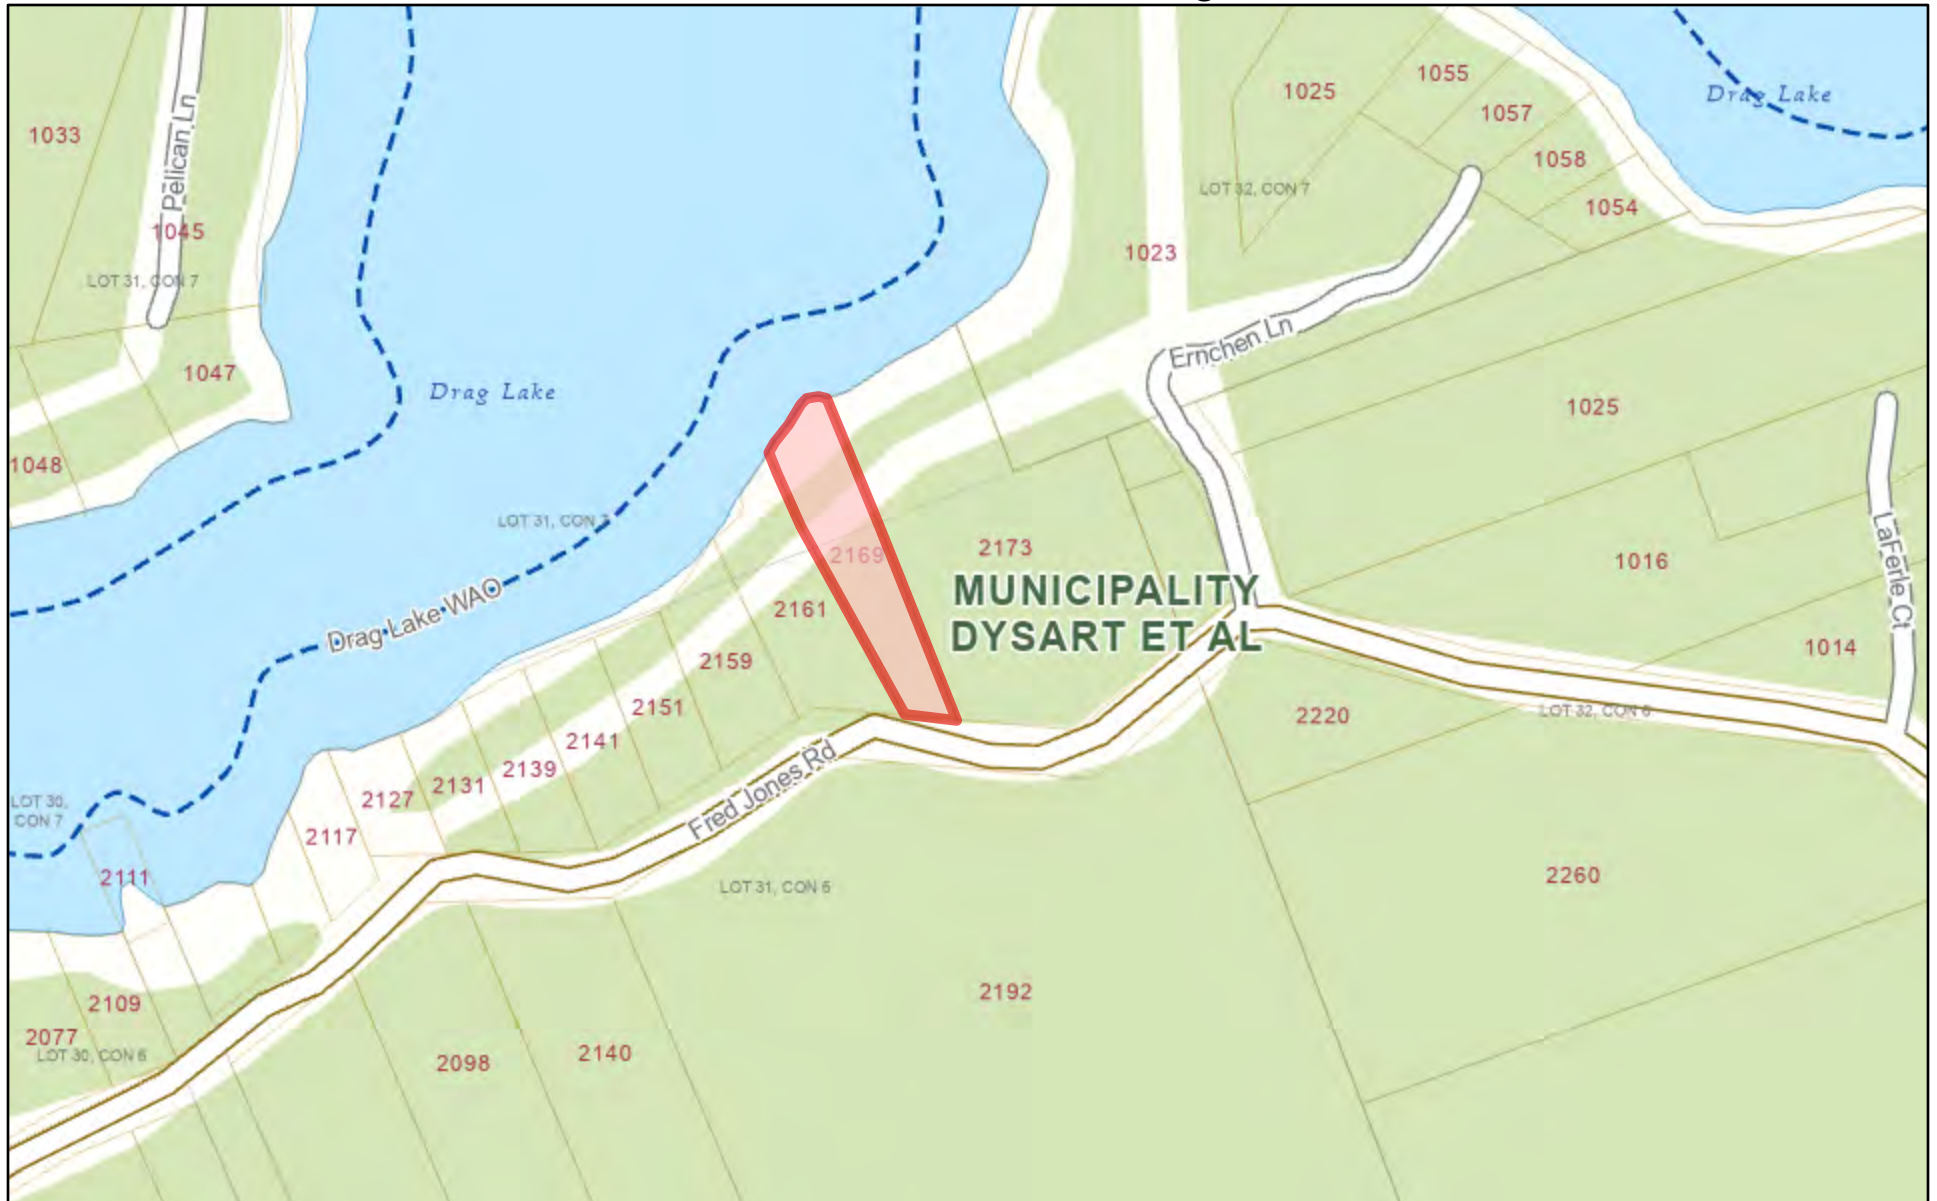 1055
1025
Drag Lake
1057
1033
Pelican Ln
1058
LOT 32, CON 7
1054
1045
1023
LOT 31, CON 7
Ernchen Ln
1047
Drag Lake
1025
1048
LOT 31, CON 7
2169
2173
1016
LaFerle Ct
MUNICIPALITY
DYSART ET AL
2161
Drag Lake WAO
2159
1014
2151
2220
LOT 32, CON 6
2141
2139
2131
Fred Jones Rd
2127
LOT 30,
CON 7
2117
2111
LOT 31, CON 6
2260
2192
2109
2077
LOT 30, CON 6
2098
2140